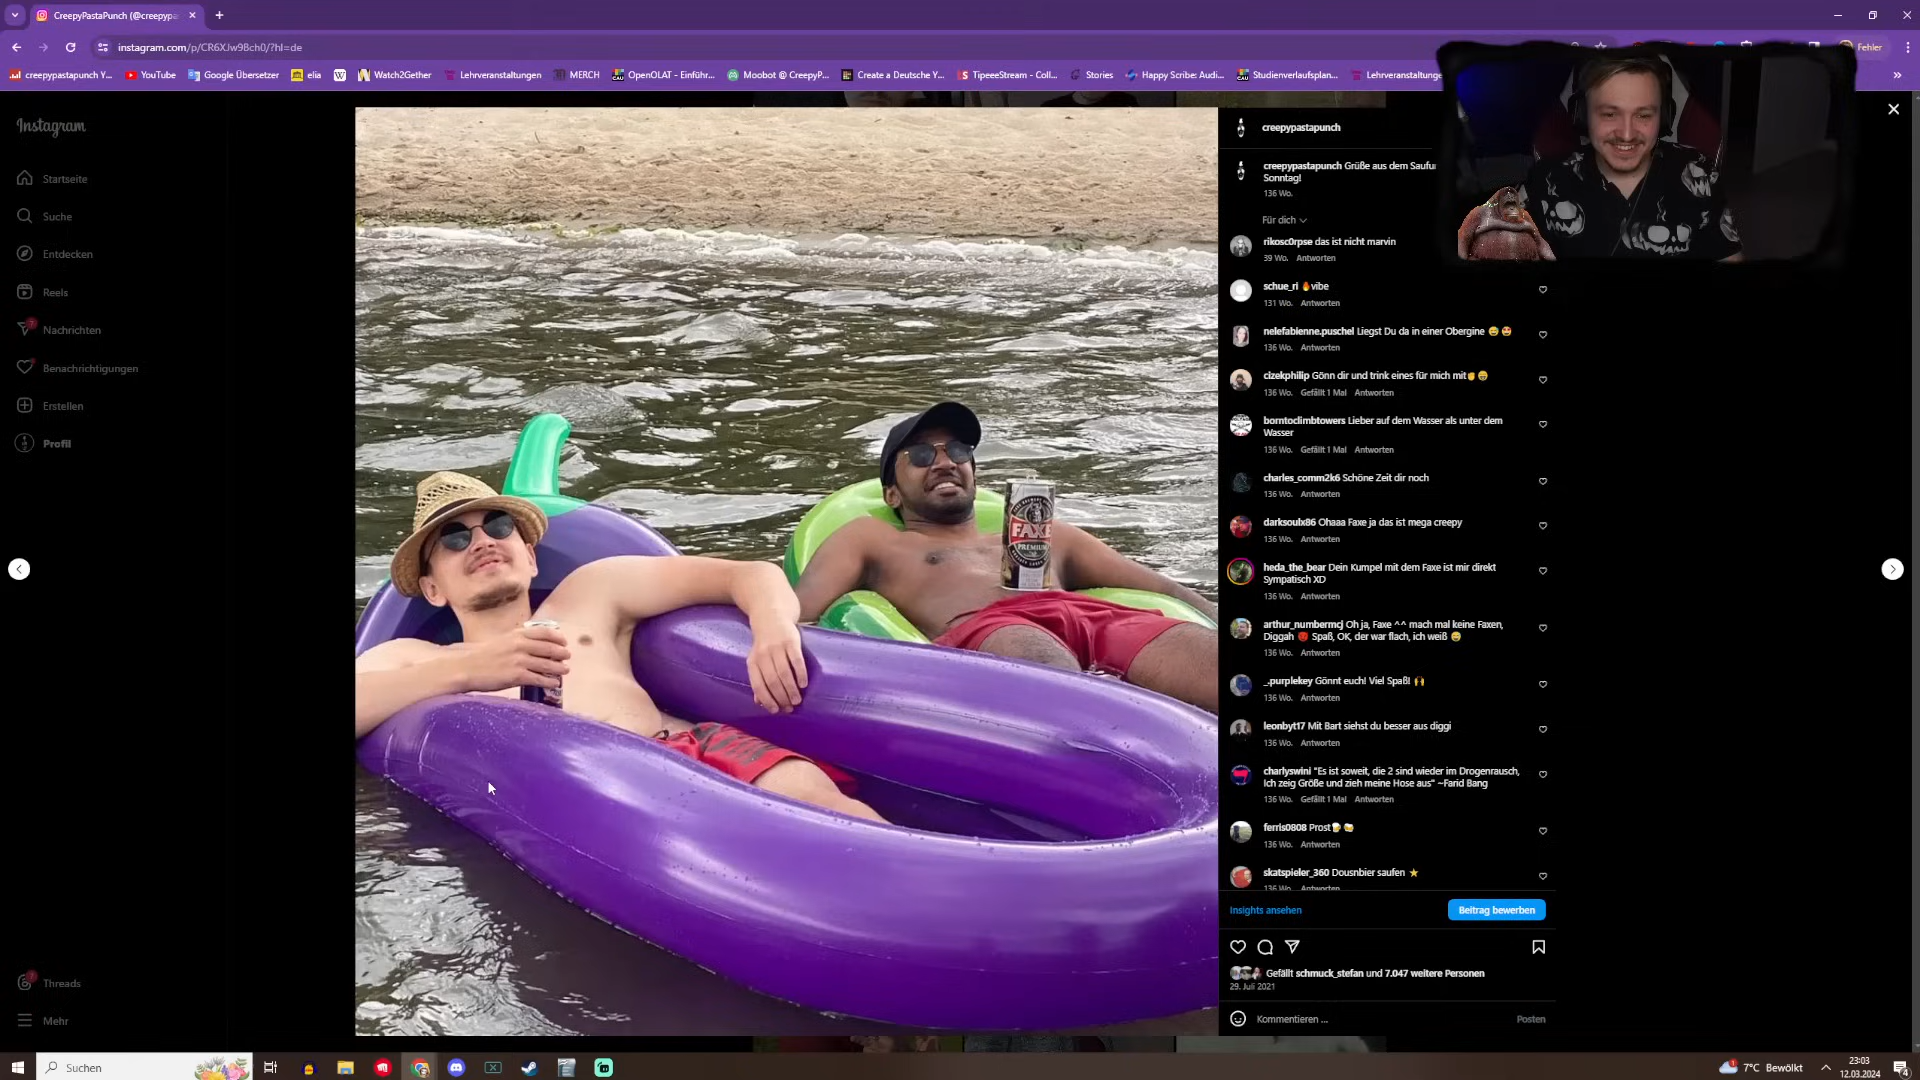 CreepyPastaPunch (@creepypa
instagram.com/p/CR6XJw9Bch0/?hl=de
Fehler
creepypastapunch Y...
YouTube
Google Übersetzer
elia
Watch2Gether
Lehrveranstaltungen
MERCH
OpenOLAT - Einführ...
Moobot @ CreepyP...
Create a Deutsche Y...
TipeeeStream - Coll...
Stories
Happy Scribe: Audi...
Studienverlaufsplan...
Lehrveranstaltunge
Instagram
Startseite
Suche
Entdecken
Reels
7
Nachrichten
Benachrichtigungen
Erstellen
Profil
7
Threads
Mehr
FAXE
PREMIUM
creepypastapunch
creepypastapunch Grüße aus dem Saufur
Sonntag!
136 Wo.
Für dich
rikosc0rpse das ist nicht marvin
39 Wo. Antworten
schue_ri 🔥vibe
131 Wo. Antworten
nelefabienne.puschel Liegst Du da in einer Obergine 😅😍
136 Wo. Antworten
cizekphilip Gönn dir und trink eines für mich mit✊😁
136 Wo. Gefällt 1 Mal Antworten
borntoclimbtowers Lieber auf dem Wasser als unter dem
Wasser
136 Wo. Gefällt 1 Mal Antworten
charles_comm2k6 Schöne Zeit dir noch
136 Wo. Antworten
darksoulx86 Ohaaa Faxe ja das ist mega creepy
136 Wo. Antworten
heda_the_bear Dein Kumpel mit dem Faxe ist mir direkt
Sympatisch XD
136 Wo. Antworten
arthur_numbermcj Oh ja, Faxe ^^ mach mal keine Faxen,
Diggah 👹 Spaß, OK, der war flach, ich weiß 😅
136 Wo. Antworten
_.purplekey Gönnt euch! Viel Spaß! 🙌
136 Wo. Antworten
leonbyt17 Mit Bart siehst du besser aus diggi
136 Wo. Antworten
charlyswini "Es ist soweit, die 2 sind wieder im Drogenrausch,
Ich zeig Größe und zieh meine Hose aus" ~Farid Bang
136 Wo. Gefällt 1 Mal Antworten
ferris0808 Prost🍺🍻
136 Wo. Antworten
skatspieler_360 Dousnbier saufen ⭐
136 Wo. Antworten
Insights ansehen
Beitrag bewerben
Gefällt schmuck_stefan und 7.047 weitere Personen
29. Juli 2021
Kommentieren ...
Posten
Suchen
7°C Bewölkt
23:03
12.03.2024
4